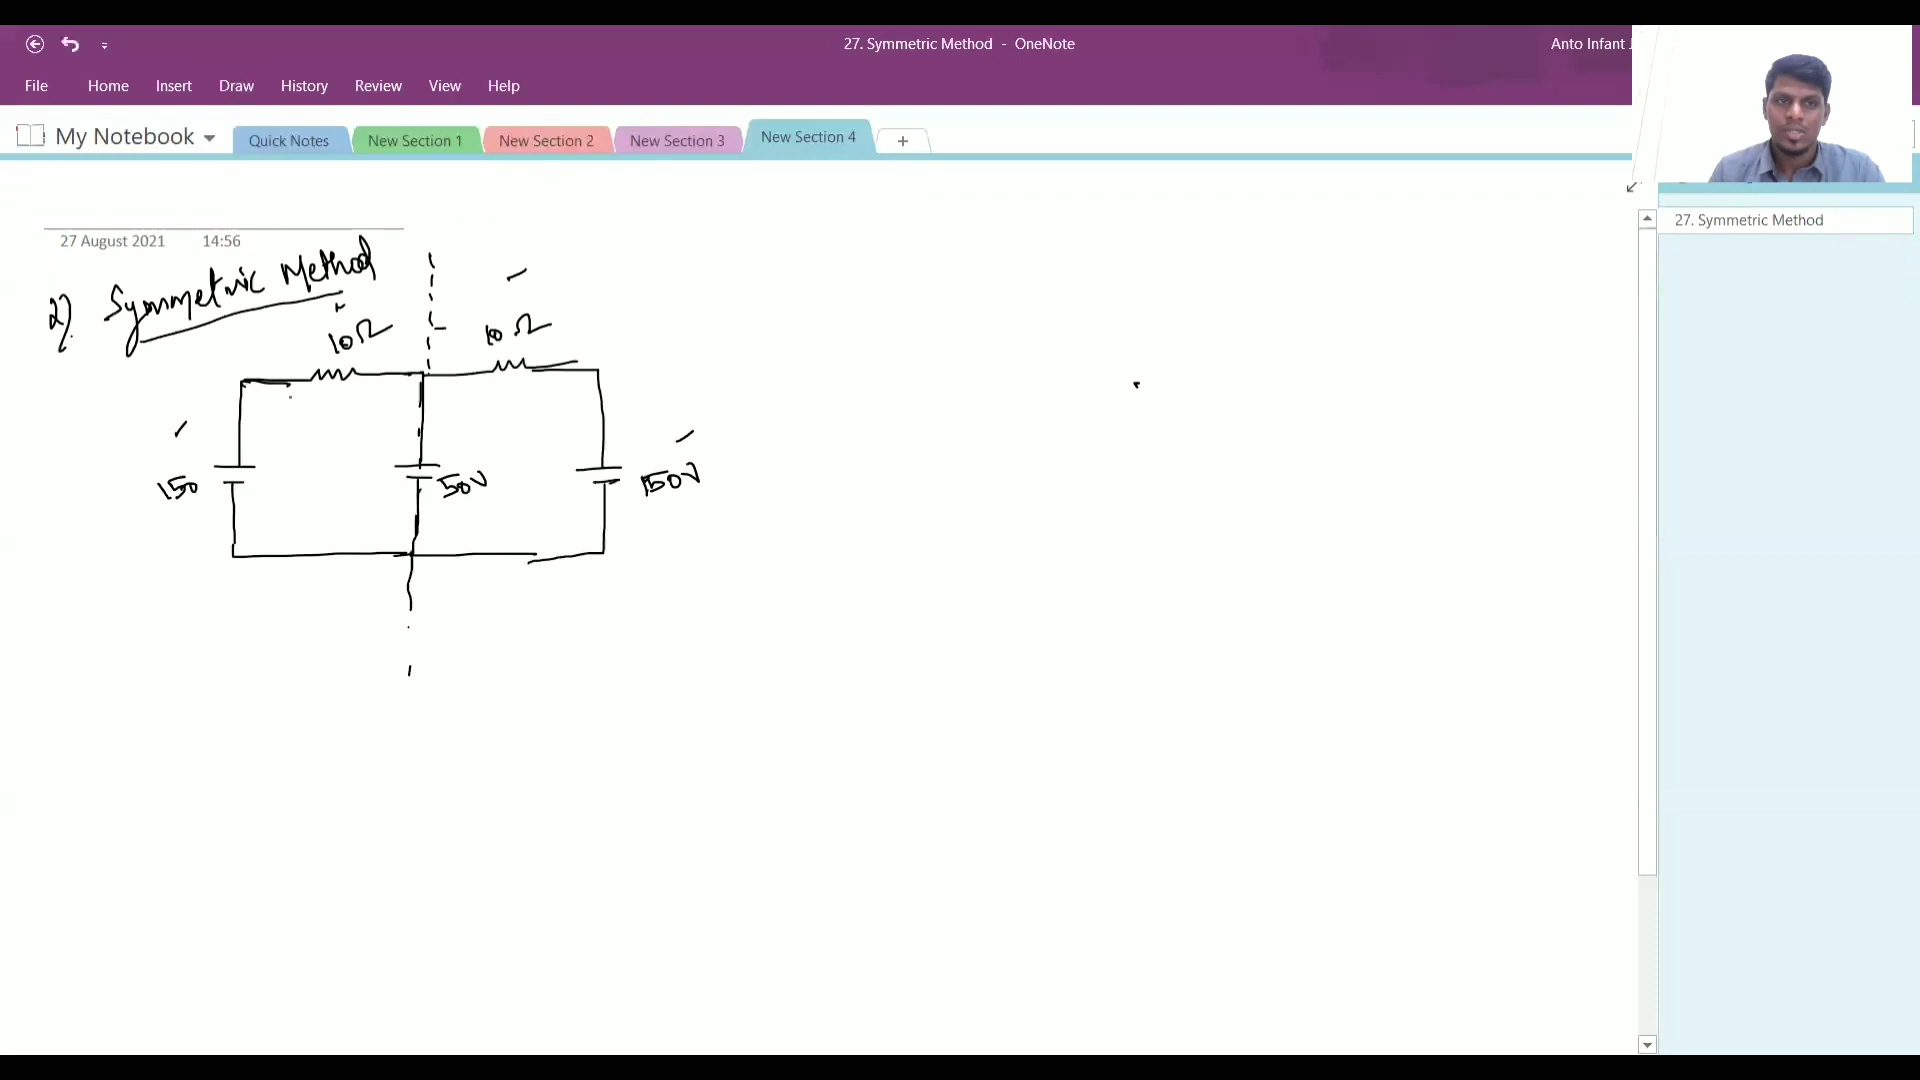 27. Symmetric Method - OneNote
Anto Infant J
File Home Insert Draw History Review View Help
My Notebook
Quick Notes
New Section 1
New Section 2
New Section 3
New Section 4
+
27. Symmetric Method
27 August 2021 14:56
2) Symmetric Method
10Ω
10Ω
150
50V
150V